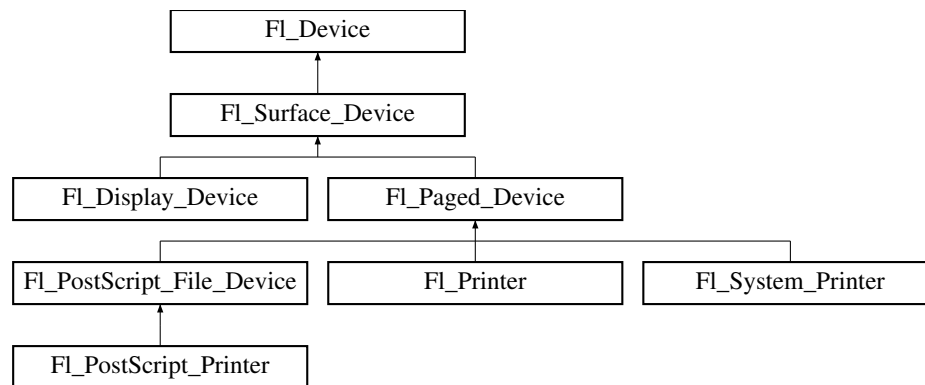 Fl_Device
Fl_Surface_Device
Fl_Display_Device
Fl_Paged_Device
Fl_PostScript_File_Device
Fl_Printer
Fl_System_Printer
Fl_PostScript_Printer